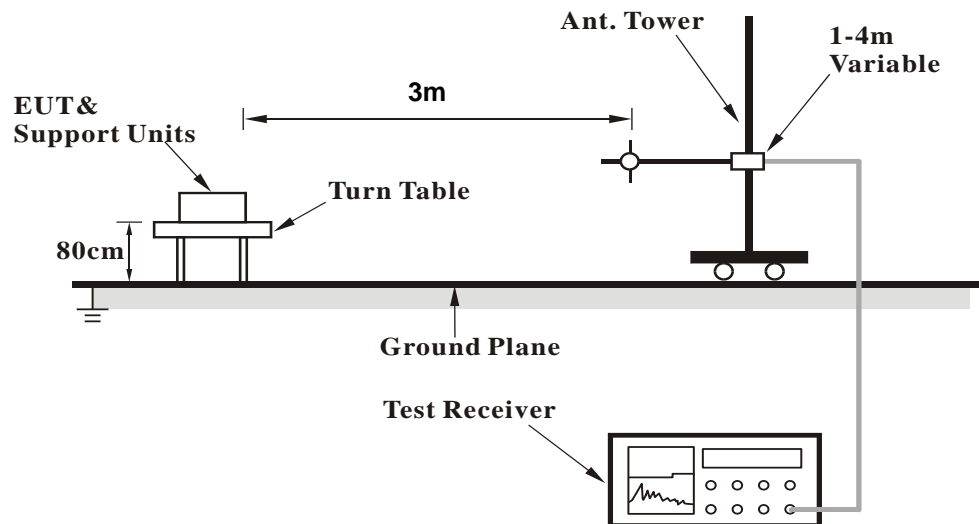 Ant. Tower
1-4m
Variable
3m
EUT&
Support Units
Turn Table
80cm
Ground Plane
Test Receiver